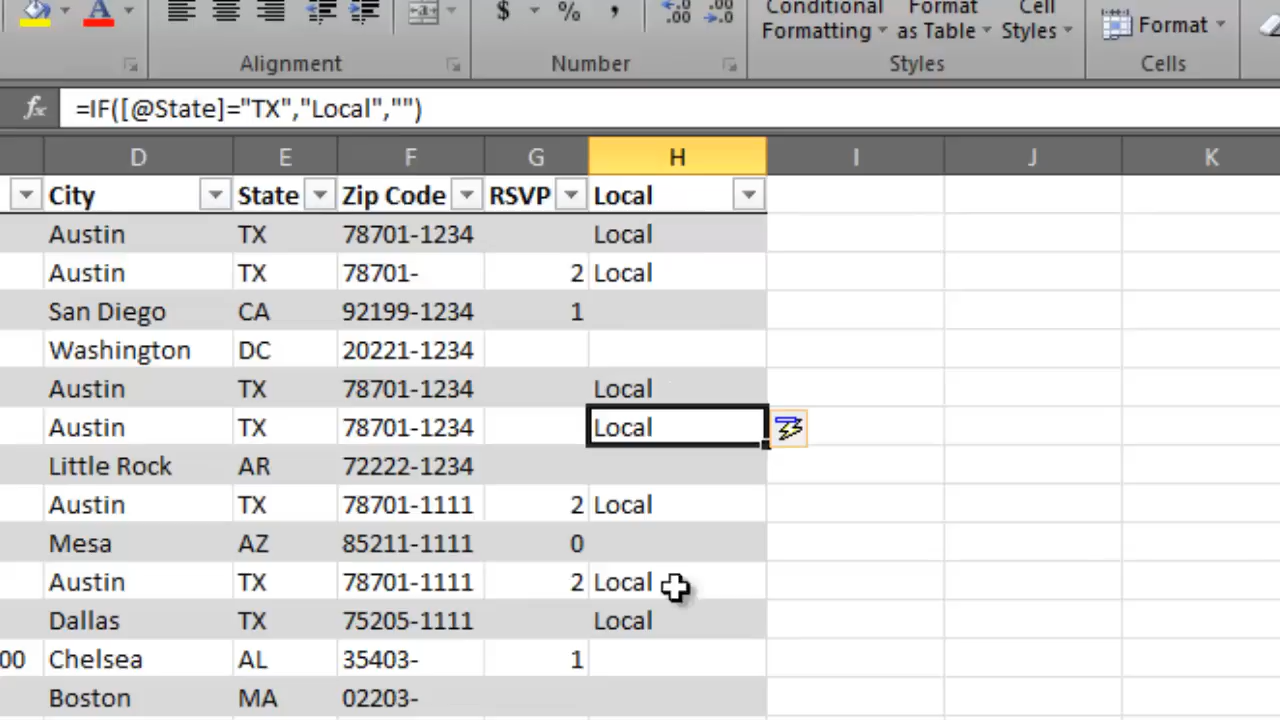 $ % , .00 .00 Conditional Format Cell
Formatting as Table Styles Format
Alignment Number Styles Cells
fx =IF([@State]="TX","Local","")
D E F G H I J K
City State Zip Code RSVP Local
Austin TX 78701-1234 Local
Austin TX 78701- 2 Local
San Diego CA 92199-1234 1
Washington DC 20221-1234
Austin TX 78701-1234 Local
Austin TX 78701-1234 Local
Little Rock AR 72222-1234
Austin TX 78701-1111 2 Local
Mesa AZ 85211-1111 0
Austin TX 78701-1111 2 Local
Dallas TX 75205-1111 Local
00 Chelsea AL 35403- 1
Boston MA 02203-